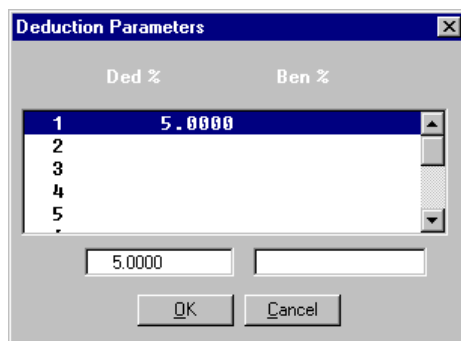 Deduction Parameters
Ded % Ben %
1 5.0000
2
3
4
5
5.0000
OK Cancel